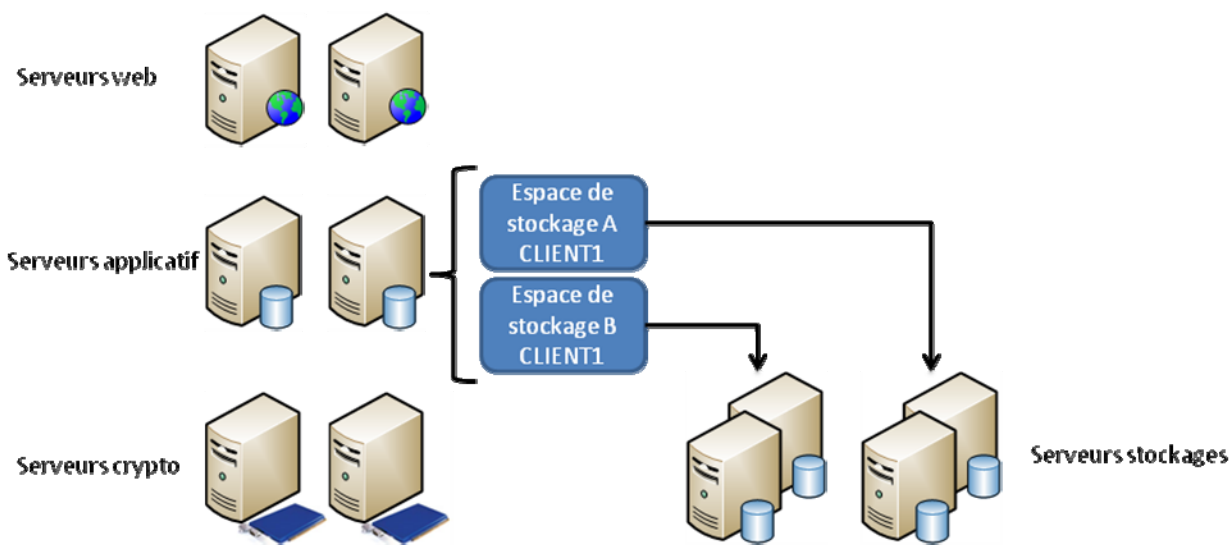 Serveurs web
Espace de
stockage A
CLIENT1
Serveurs applicatif
Espace de
stockage B
CLIENT1
Serveurs crypto
Serveurs stockages